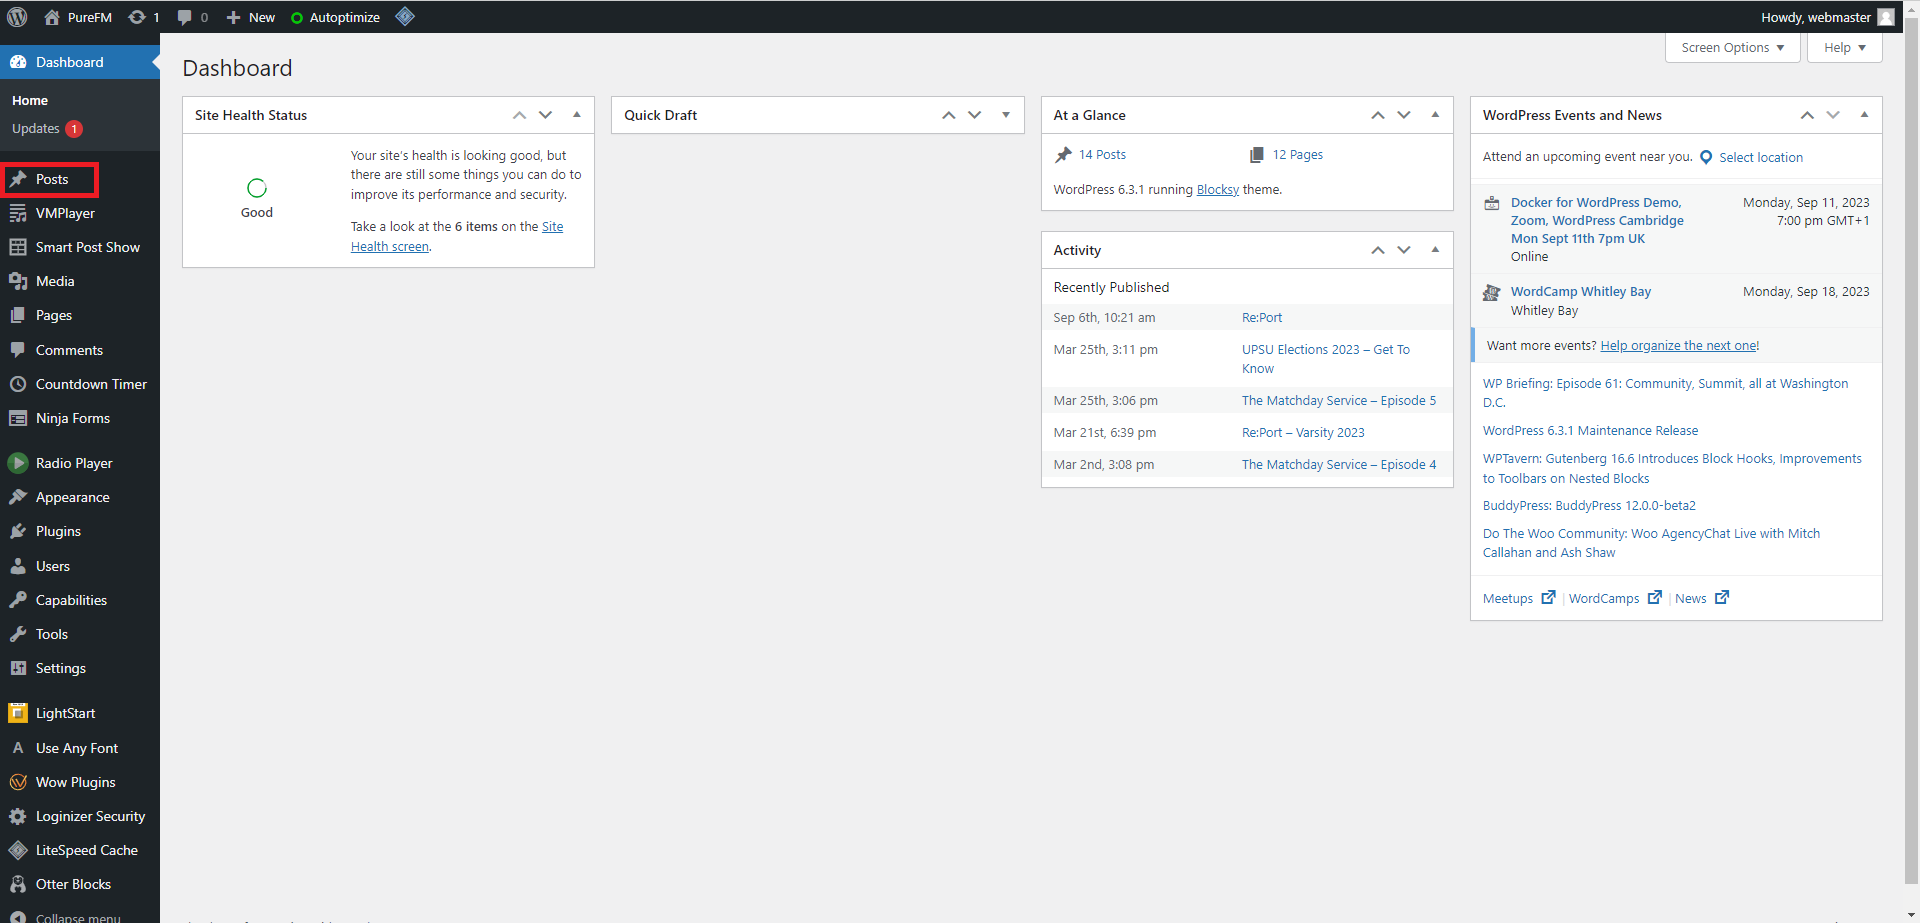 PureFM 1 0 New Autoptimize
Howdy, webmaster
Dashboard
Home
Updates 1
Posts
VMPlayer
Smart Post Show
Media
Pages
Comments
Countdown Timer
Ninja Forms
Radio Player
Appearance
Plugins
Users
Capabilities
Tools
Settings
LightStart
Use Any Font
Wow Plugins
Loginizer Security
LiteSpeed Cache
Otter Blocks
Collapse menu
Screen Options
Help
Dashboard
Site Health Status
Good
Your site's health is looking good, but
there are still some things you can do to
improve its performance and security.
Take a look at the 6 items on the Site
Health screen.
Quick Draft
At a Glance
14 Posts
12 Pages
WordPress 6.3.1 running Blocksy theme.
Activity
Recently Published
Sep 6th, 10:21 am Re:Port
Mar 25th, 3:11 pm UPSU Elections 2023 – Get To
Know
Mar 25th, 3:06 pm The Matchday Service – Episode 5
Mar 21st, 6:39 pm Re:Port – Varsity 2023
Mar 2nd, 3:08 pm The Matchday Service – Episode 4
WordPress Events and News
Attend an upcoming event near you. Select location
Docker for WordPress Demo, Monday, Sep 11, 2023
Zoom, WordPress Cambridge 7:00 pm GMT+1
Mon Sept 11th 7pm UK
Online
WordCamp Whitley Bay Monday, Sep 18, 2023
Whitley Bay
Want more events? Help organize the next one!
WP Briefing: Episode 61: Community, Summit, all at Washington
D.C.
WordPress 6.3.1 Maintenance Release
WPTavern: Gutenberg 16.6 Introduces Block Hooks, Improvements
to Toolbars on Nested Blocks
BuddyPress: BuddyPress 12.0.0-beta2
Do The Woo Community: Woo AgencyChat Live with Mitch
Callahan and Ash Shaw
Meetups | WordCamps | News